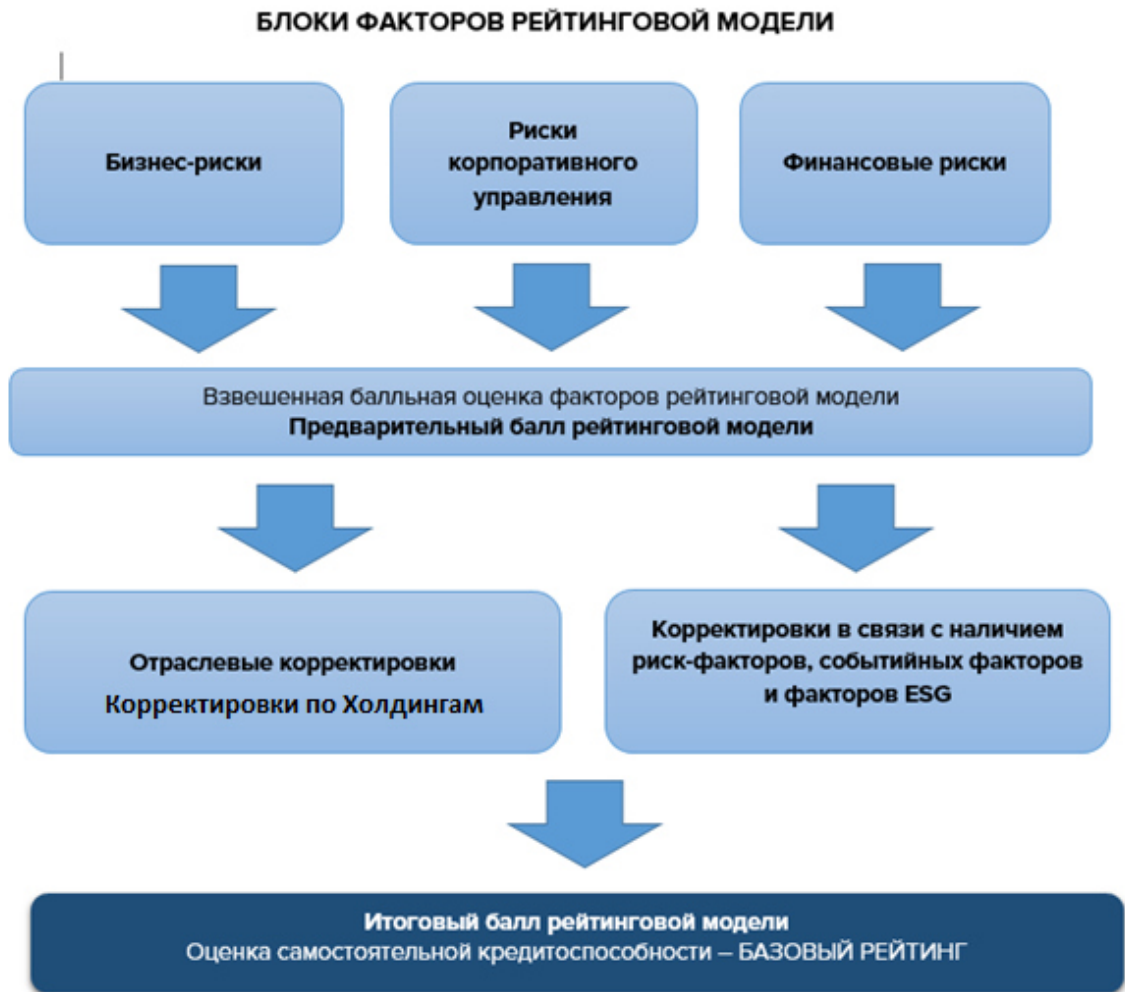 БЛОКИ ФАКТОРОВ РЕЙТИНГОВОЙ МОДЕЛИ
Бизнес-риски
Риски
корпоративного
управления
Финансовые риски
Взвешенная балльная оценка факторов рейтинговой модели
Предварительный балл рейтинговой модели
Отраслевые корректировки
Корректировки по Холдингам
Корректировки в связи с наличием
риск-факторов, событийных факторов
и факторов ESG
Итоговый балл рейтинговой модели
Оценка самостоятельной кредитоспособности – БАЗОВЫЙ РЕЙТИНГ